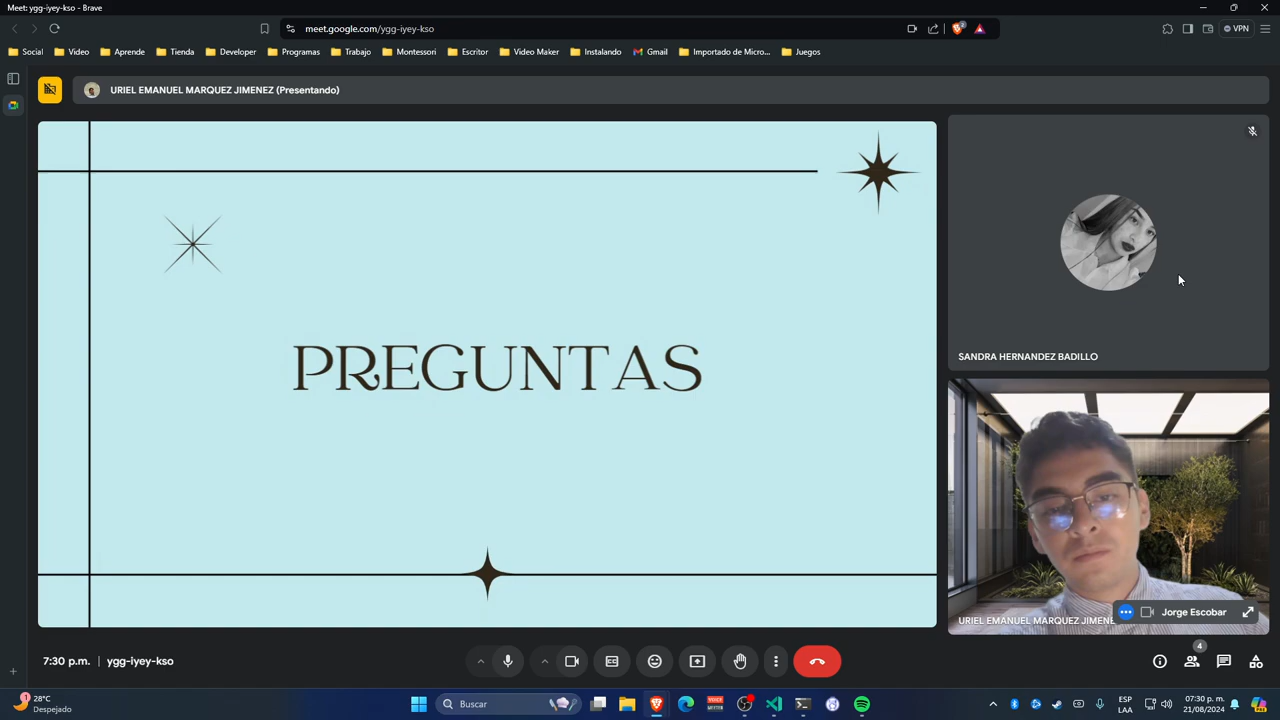 Meet: ygg-iyey-kso - Brave
meet.google.com/ygg-iyey-kso
2
VPN
Social
Video
Aprende
Tienda
Developer
Programas
Trabajo
Montessori
Escritor
Video Maker
Instalando
Gmail
Importado de Micro...
Juegos
URIEL EMANUEL MARQUEZ JIMENEZ (Presentando)
PREGUNTAS
SANDRA HERNANDEZ BADILLO
Jorge Escobar
URIEL EMANUEL MARQUEZ JIMENE
7:30 p.m. | ygg-iyey-kso
4
1
28°C
Despejado
Buscar
ESP
LAA
07:30 p. m.
21/08/2024